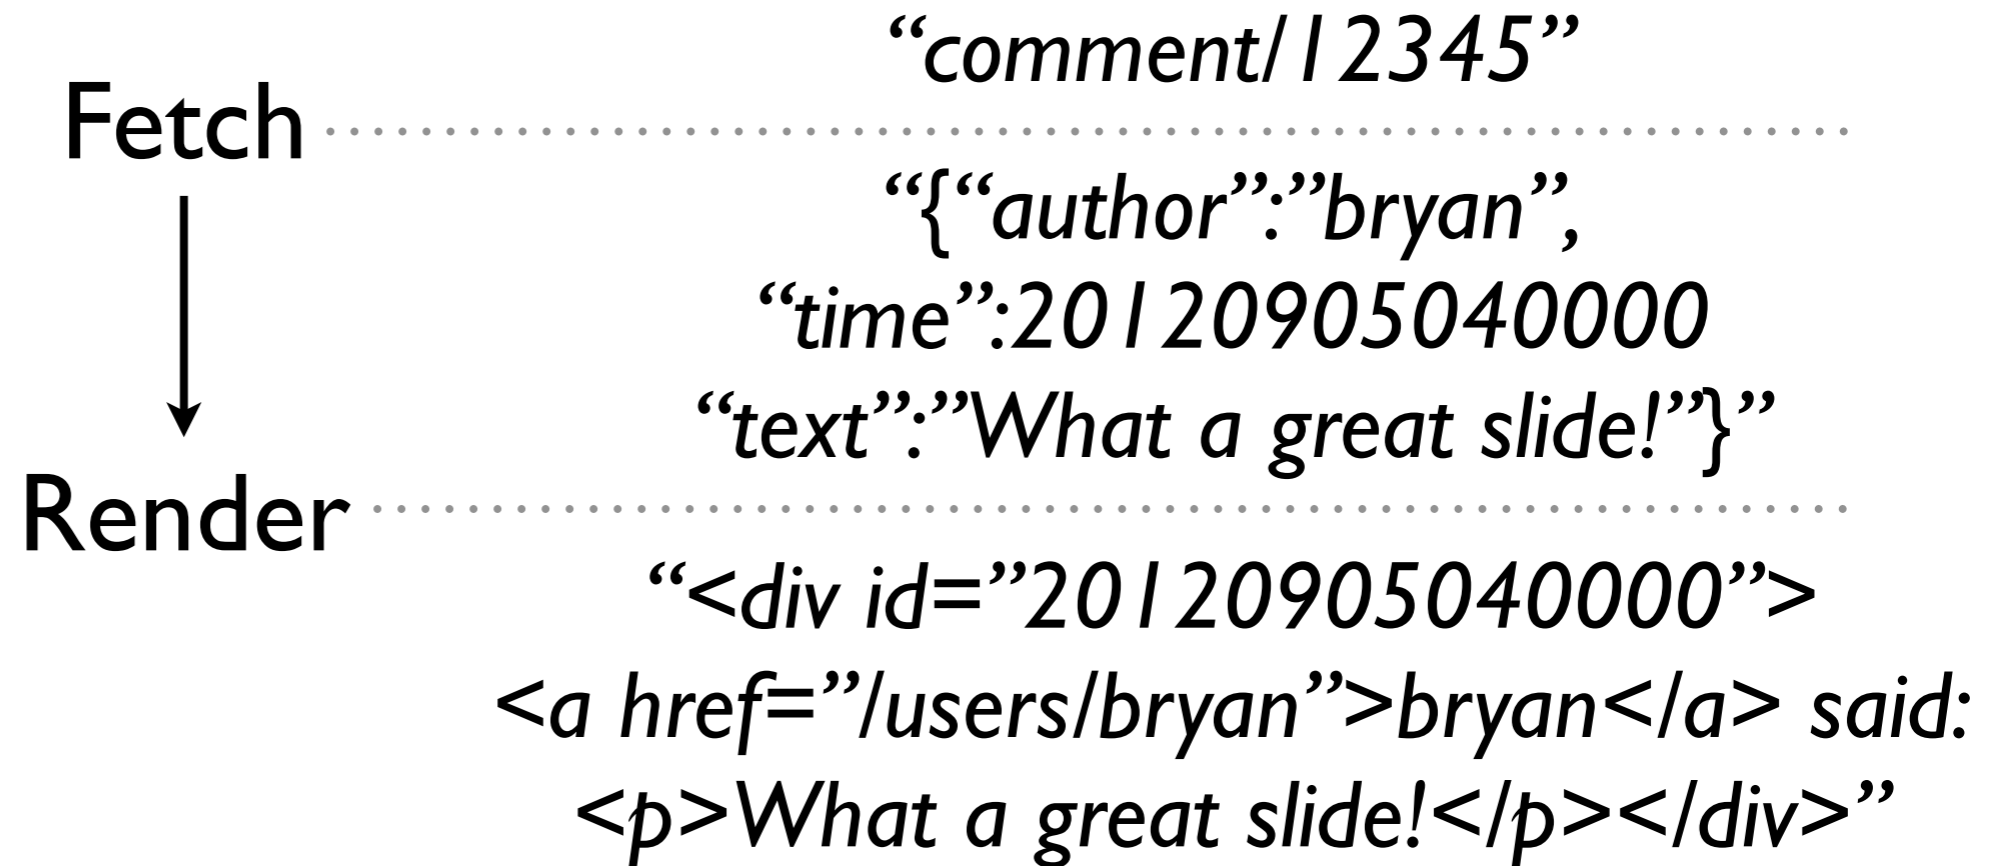 “comment/12345”
Fetch
“{“author”:”bryan”,
“time”:20120905040000
“text”:”What a great slide!”}”
Render
“<div id=”20120905040000”>
<a href=”/users/bryan”>bryan</a> said:
<p>What a great slide!</p></div>”